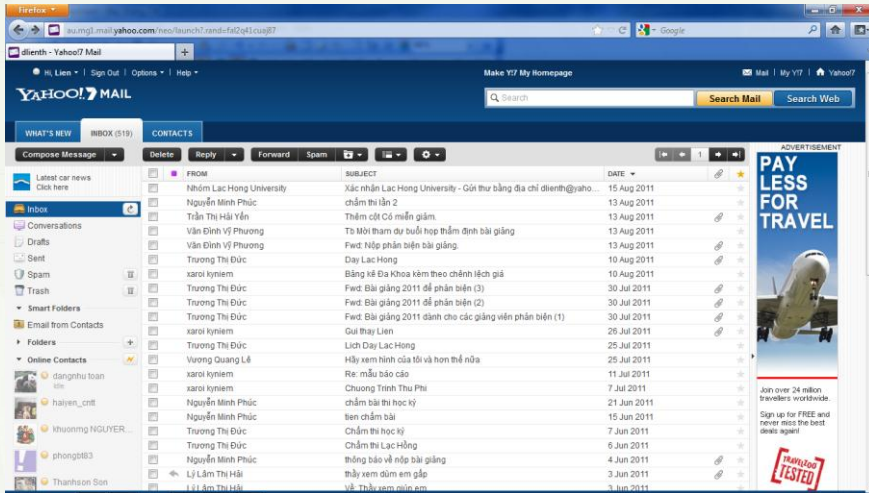 Firefox
au.mg1.mail.yahoo.com/neo/launch?.rand=fal2q41cuajl7
Google
dlienth - Yahoo!7 Mail
Hi, Lien | Sign Out | Options | Help
Make Y!7 My Homepage
Mail | My Y!7 | Yahoo!7
YAHOO!7 MAIL
Search
Search Mail
Search Web
WHAT'S NEW INBOX (519) CONTACTS
ADVERTISEMENT
Compose Message Delete Reply Forward Spam 1
Latest car news
Click here
Inbox
Conversations
Drafts
Sent
Spam
Trash
Smart Folders
Email from Contacts
Folders
Online Contacts
dangnhu toan
Idle
haiyen_cntt
khuonmg NGUYER...
phongbt83
Thanhson Son
FROM SUBJECT DATE
Nhóm Lac Hong University Xác nhận Lac Hong University - Gửi thư bằng địa chỉ dlienth@yaho... 15 Aug 2011
Nguyễn Minh Phúc chấm thi lần 2 13 Aug 2011
Trần Thị Hải Yến Thêm cột Có miễn giảm. 13 Aug 2011
Văn Đình Vỹ Phương Tb Mời tham dự buổi họp thẩm định bài giảng 13 Aug 2011
Văn Đình Vỹ Phương Fwd: Nộp phản biện bài giảng. 13 Aug 2011
Trương Thị Đức Day Lac Hong 10 Aug 2011
xaroi kyniem Bảng kê Đa Khoa kèm theo chênh lệch giá 10 Aug 2011
Trương Thị Đức Fwd: Bài giảng 2011 để phản biện (3) 30 Jul 2011
Trương Thị Đức Fwd: Bài giảng 2011 để phản biện (2) 30 Jul 2011
Trương Thị Đức Fwd: Bài giảng 2011 dành cho các giảng viên phản biện (1) 30 Jul 2011
xaroi kyniem Gui thay Lien 26 Jul 2011
Trương Thị Đức Lich Day Lac Hong 25 Jul 2011
Vương Quang Lê Hãy xem hình của tôi và hơn thế nữa 25 Jul 2011
xaroi kyniem Re: mẫu báo cáo 11 Jul 2011
xaroi kyniem Chuong Trinh Thu Phi 7 Jul 2011
Nguyễn Minh Phúc chấm bài thi học kỳ 21 Jun 2011
Nguyễn Minh Phúc tien chấm bài 15 Jun 2011
Trương Thị Đức Chấm thi học kỳ 7 Jun 2011
Trương Thị Đức Chấm thi Lạc Hồng 6 Jun 2011
Nguyễn Minh Phúc thông báo về nộp bài giảng 4 Jun 2011
Lý Lâm Thị Hải thầy xem dùm em gấp 3 Jun 2011
Lý Lâm Thị Hải Về: Thầy xem giúp em 3 Jun 2011
PAY
LESS
FOR
TRAVEL
Join over 24 million
travellers worldwide.
Sign up for FREE and
never miss the best
deals again!
TRAVELZOO
TESTED